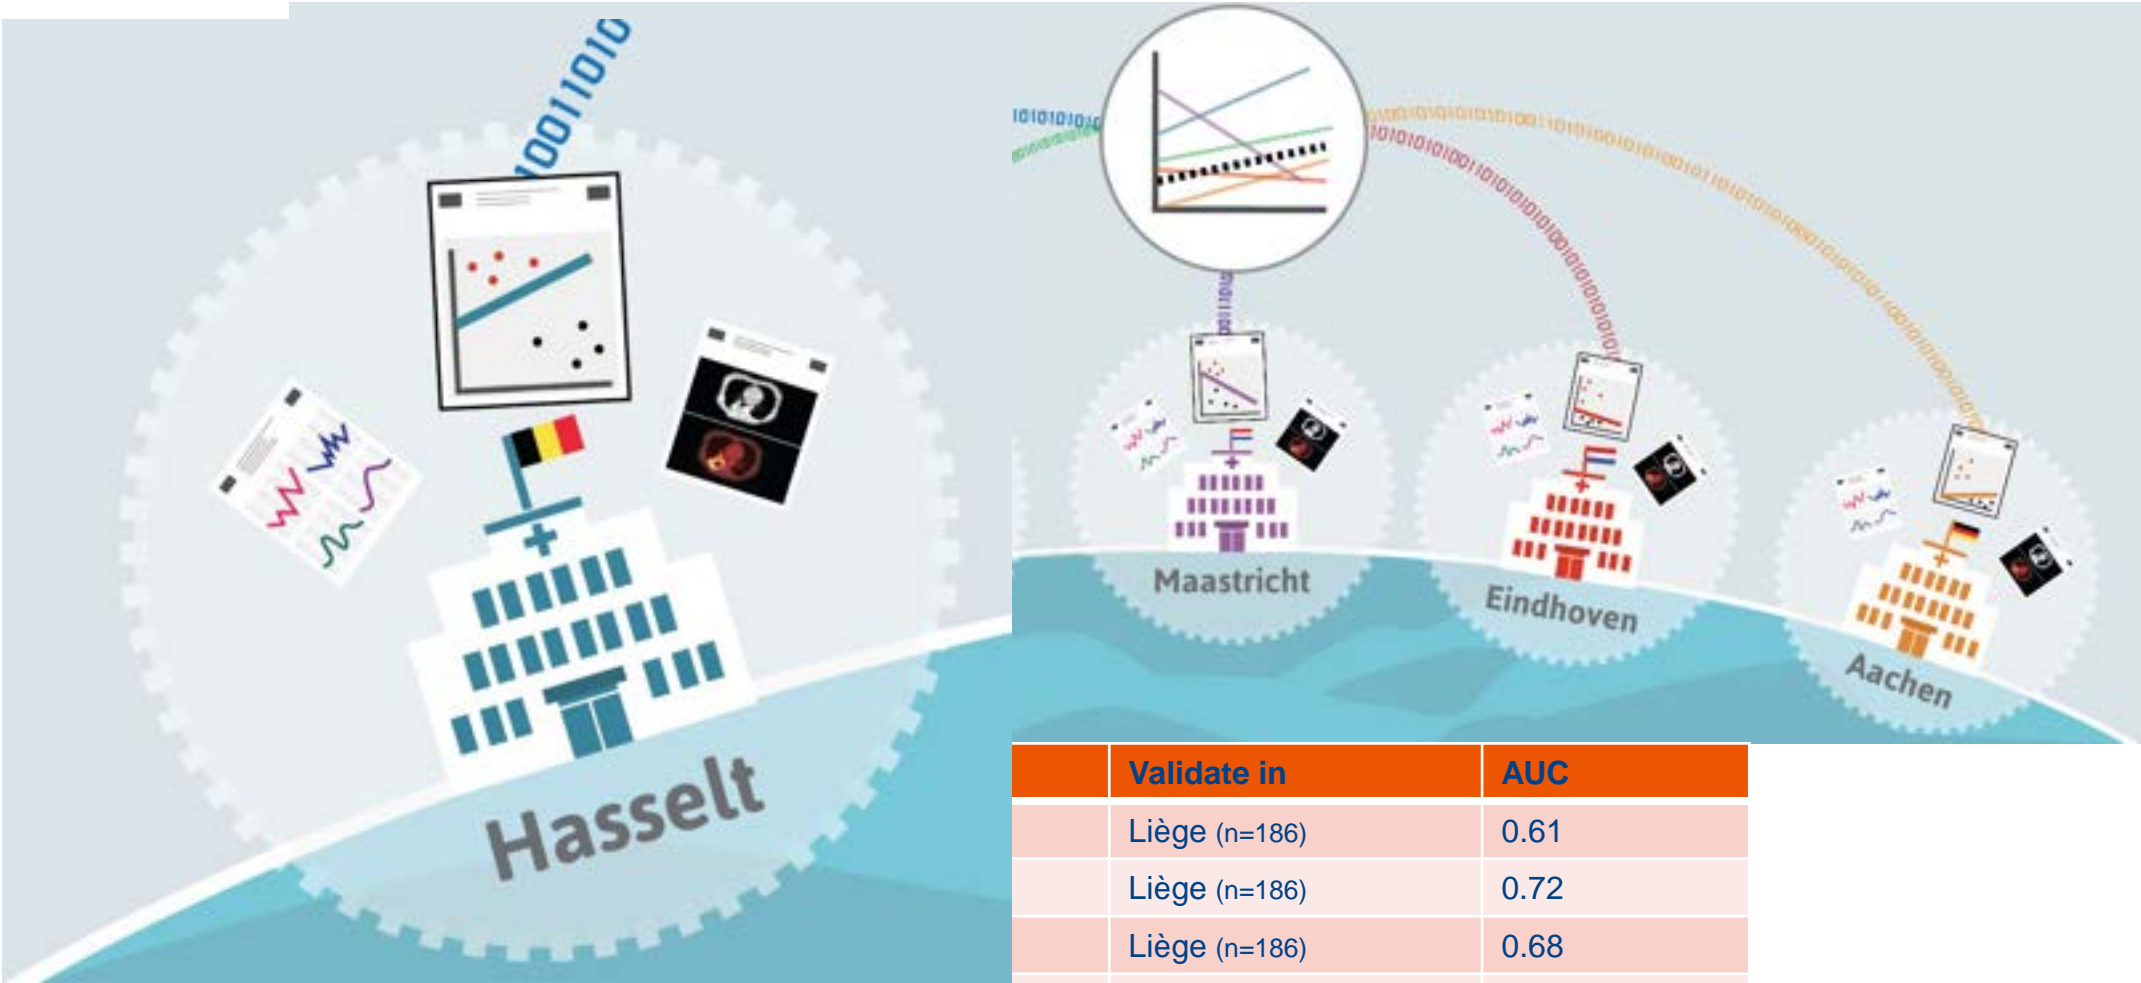 100011010
Hasselt
Maastricht
Eindhoven
Aachen
Validate in AUC
Liège (n=186) 0.61
Liège (n=186) 0.72
Liège (n=186) 0.68